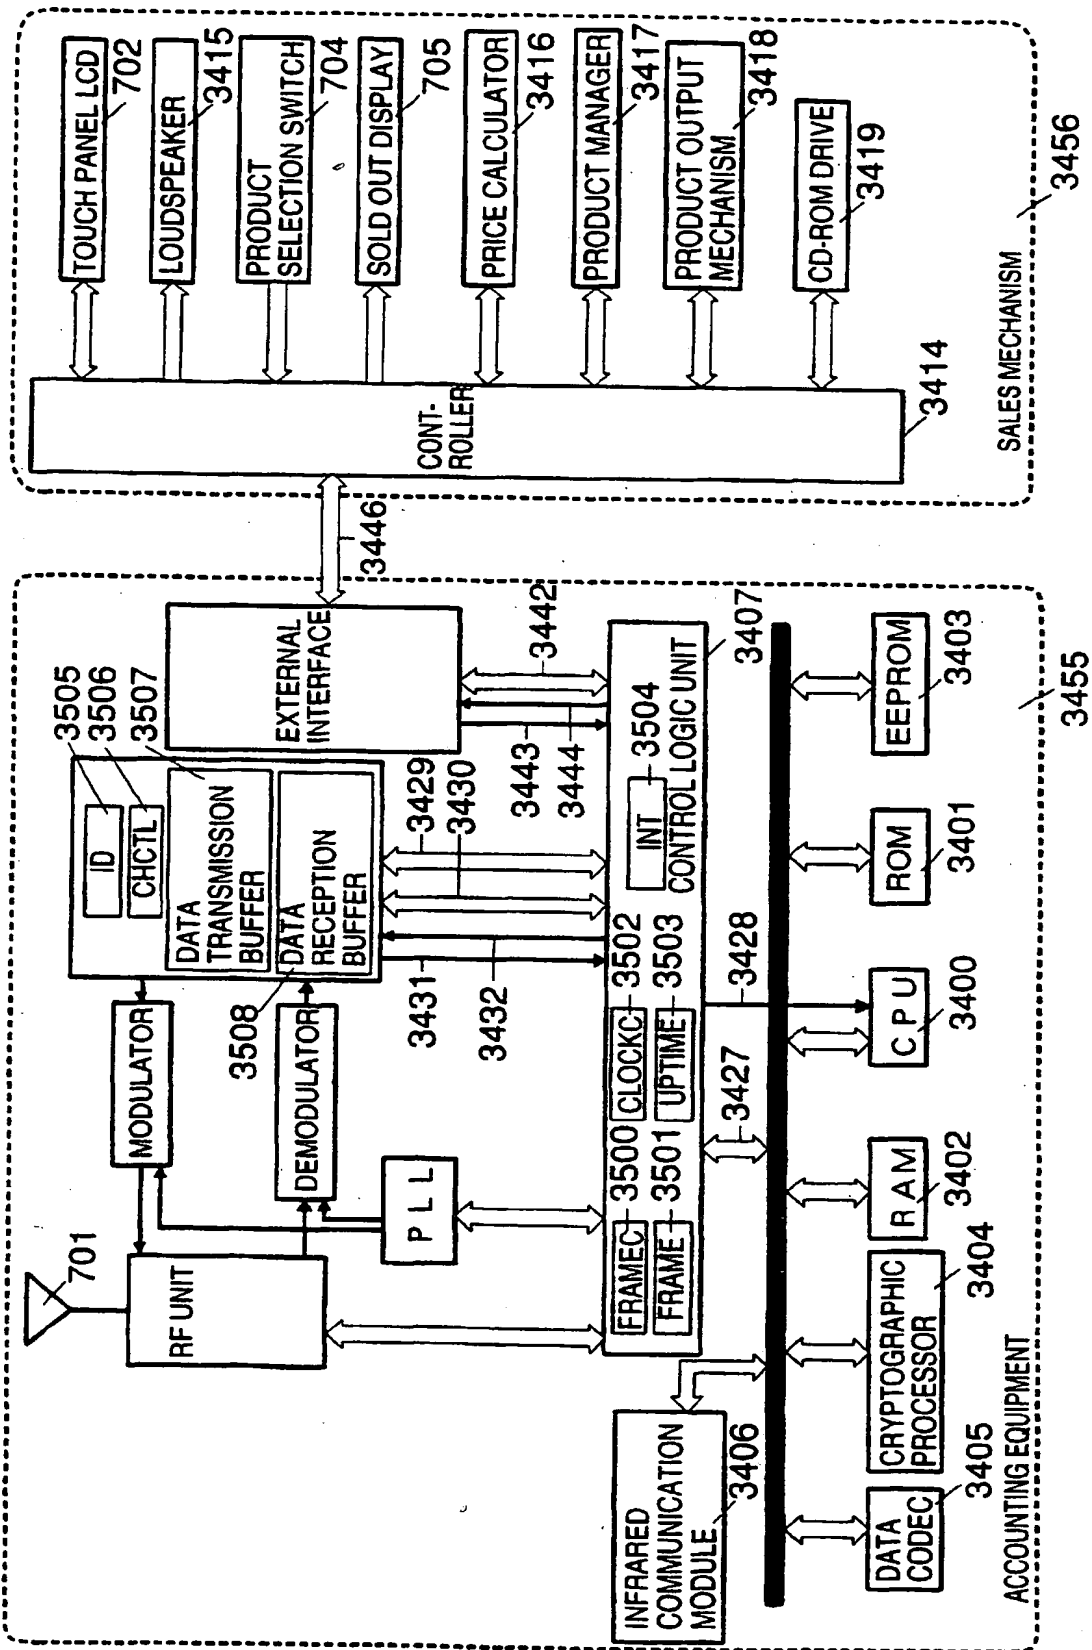 TOUCH PANEL LCD
702
LOUDSPEAKER
3415
PRODUCT
SELECTION SWITCH
704
SOLD OUT DISPLAY
705
PRICE CALCULATOR
3416
PRODUCT MANAGER
3417
PRODUCT OUTPUT
MECHANISM
3418
CD-ROM DRIVE
3419
CONT-
ROLLER
3414
SALES MECHANISM
3456
3446
EXTERNAL
INTERFACE
3505
3506
3507
ID
CHCTL
DATA
TRANSMISSION
BUFFER
DATA
RECEPTION
BUFFER
3508
3429
3430
3431
3432
3443
3444
3442
MODULATOR
DEMODULATOR
PLL
701
RF UNIT
FRAMEC
3500
CLOCKC
3502
FRAME
3501
UPTIME
3503
INT
3504
CONTROL LOGIC UNIT
3407
3427
3428
INFRARED
COMMUNICATION
MODULE
3406
DATA
CODEC
3405
CRYPTOGRAPHIC
PROCESSOR
3404
RAM
3402
CPU
3400
ROM
3401
EEPROM
3403
ACCOUNTING EQUIPMENT
3455